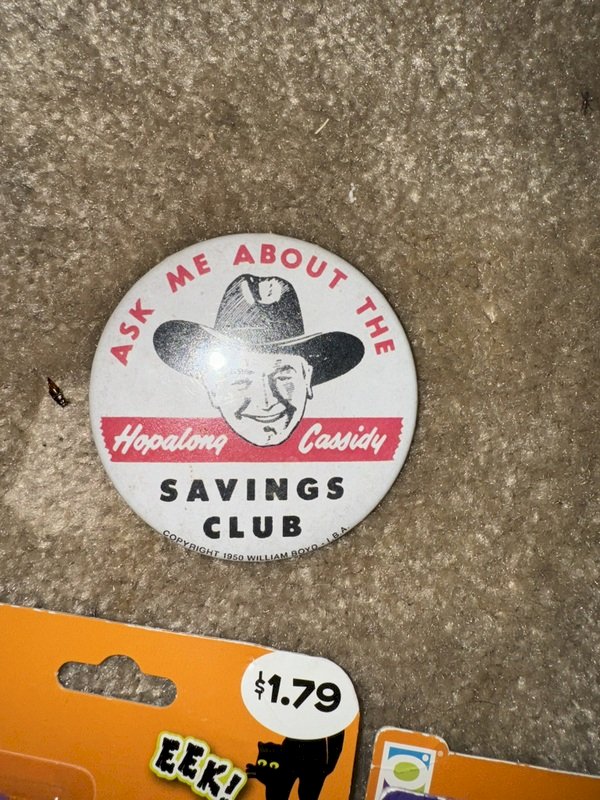 ASK ME ABOUT THE
Hopalong Cassidy
SAVINGS
CLUB
COPYRIGHT 1950 WILLIAM BOYD - I.B.A.
$1.79
EEK!